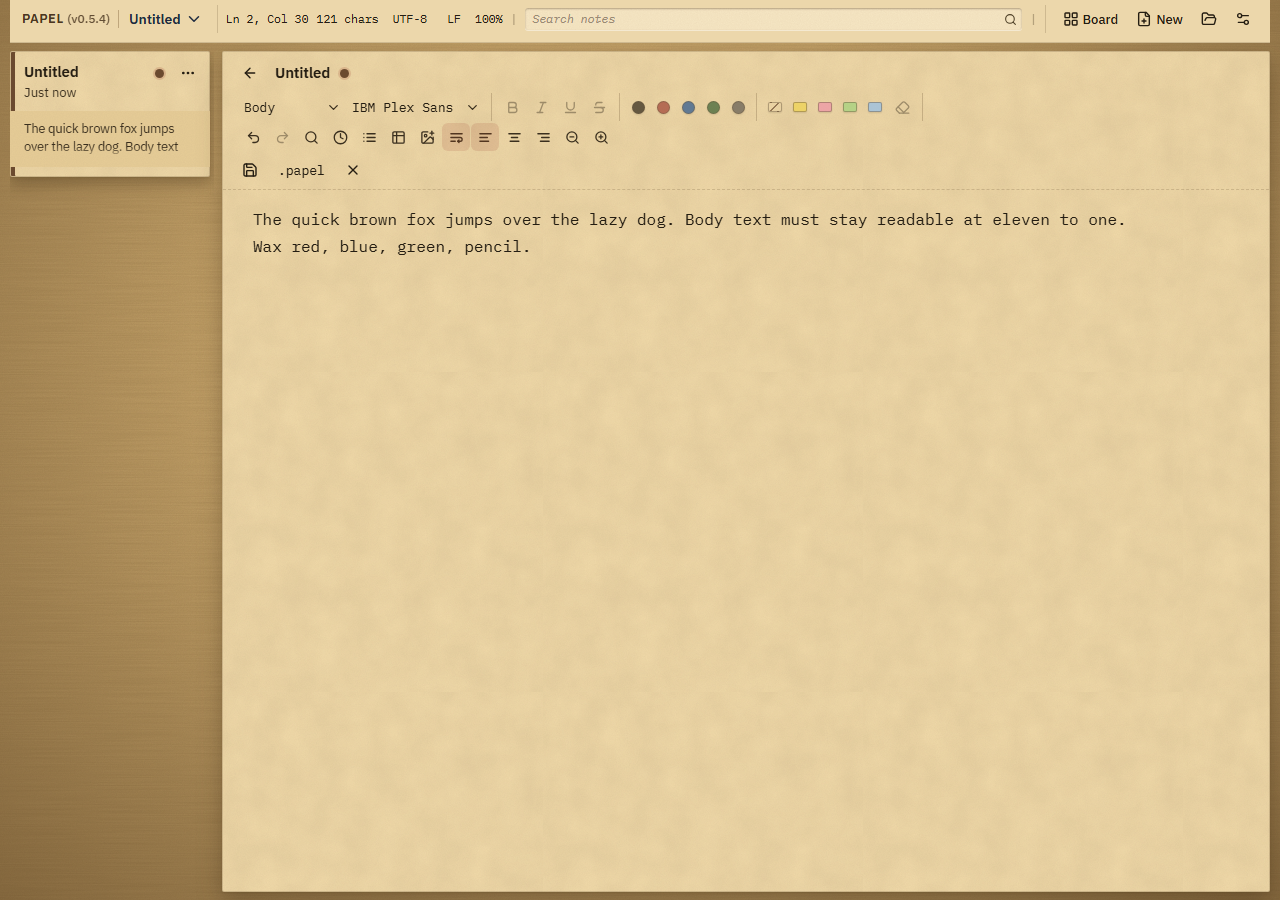 PAPEL (v0.5.4) | Untitled Ln 2, Col 30 121 chars UTF-8 LF 100% | Search notes | Board New
Untitled
Just now
The quick brown fox jumps
over the lazy dog. Body text
Untitled
Body IBM Plex Sans B I U S
.papel
The quick brown fox jumps over the lazy dog. Body text must stay readable at eleven to one.
Wax red, blue, green, pencil.